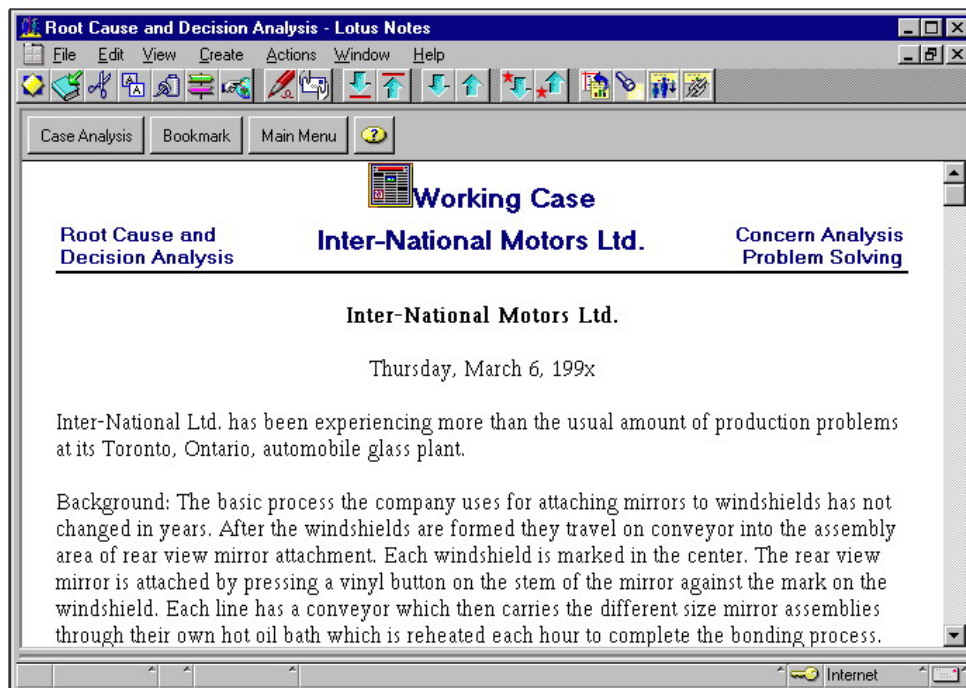 Root Cause and Decision Analysis - Lotus Notes
File Edit View Create Actions Window Help
Case Analysis Bookmark Main Menu ?
Working Case
Root Cause and Decision Analysis
Inter-National Motors Ltd.
Concern Analysis Problem Solving
Inter-National Motors Ltd.
Thursday, March 6, 199x
Inter-National Ltd. has been experiencing more than the usual amount of production problems
at its Toronto, Ontario, automobile glass plant.
Background: The basic process the company uses for attaching mirrors to windshields has not
changed in years. After the windshields are formed they travel on conveyor into the assembly
area of rear view mirror attachment. Each windshield is marked in the center. The rear view
mirror is attached by pressing a vinyl button on the stem of the mirror against the mark on the
windshield. Each line has a conveyor which then carries the different size mirror assemblies
through their own hot oil bath which is reheated each hour to complete the bonding process.
Internet